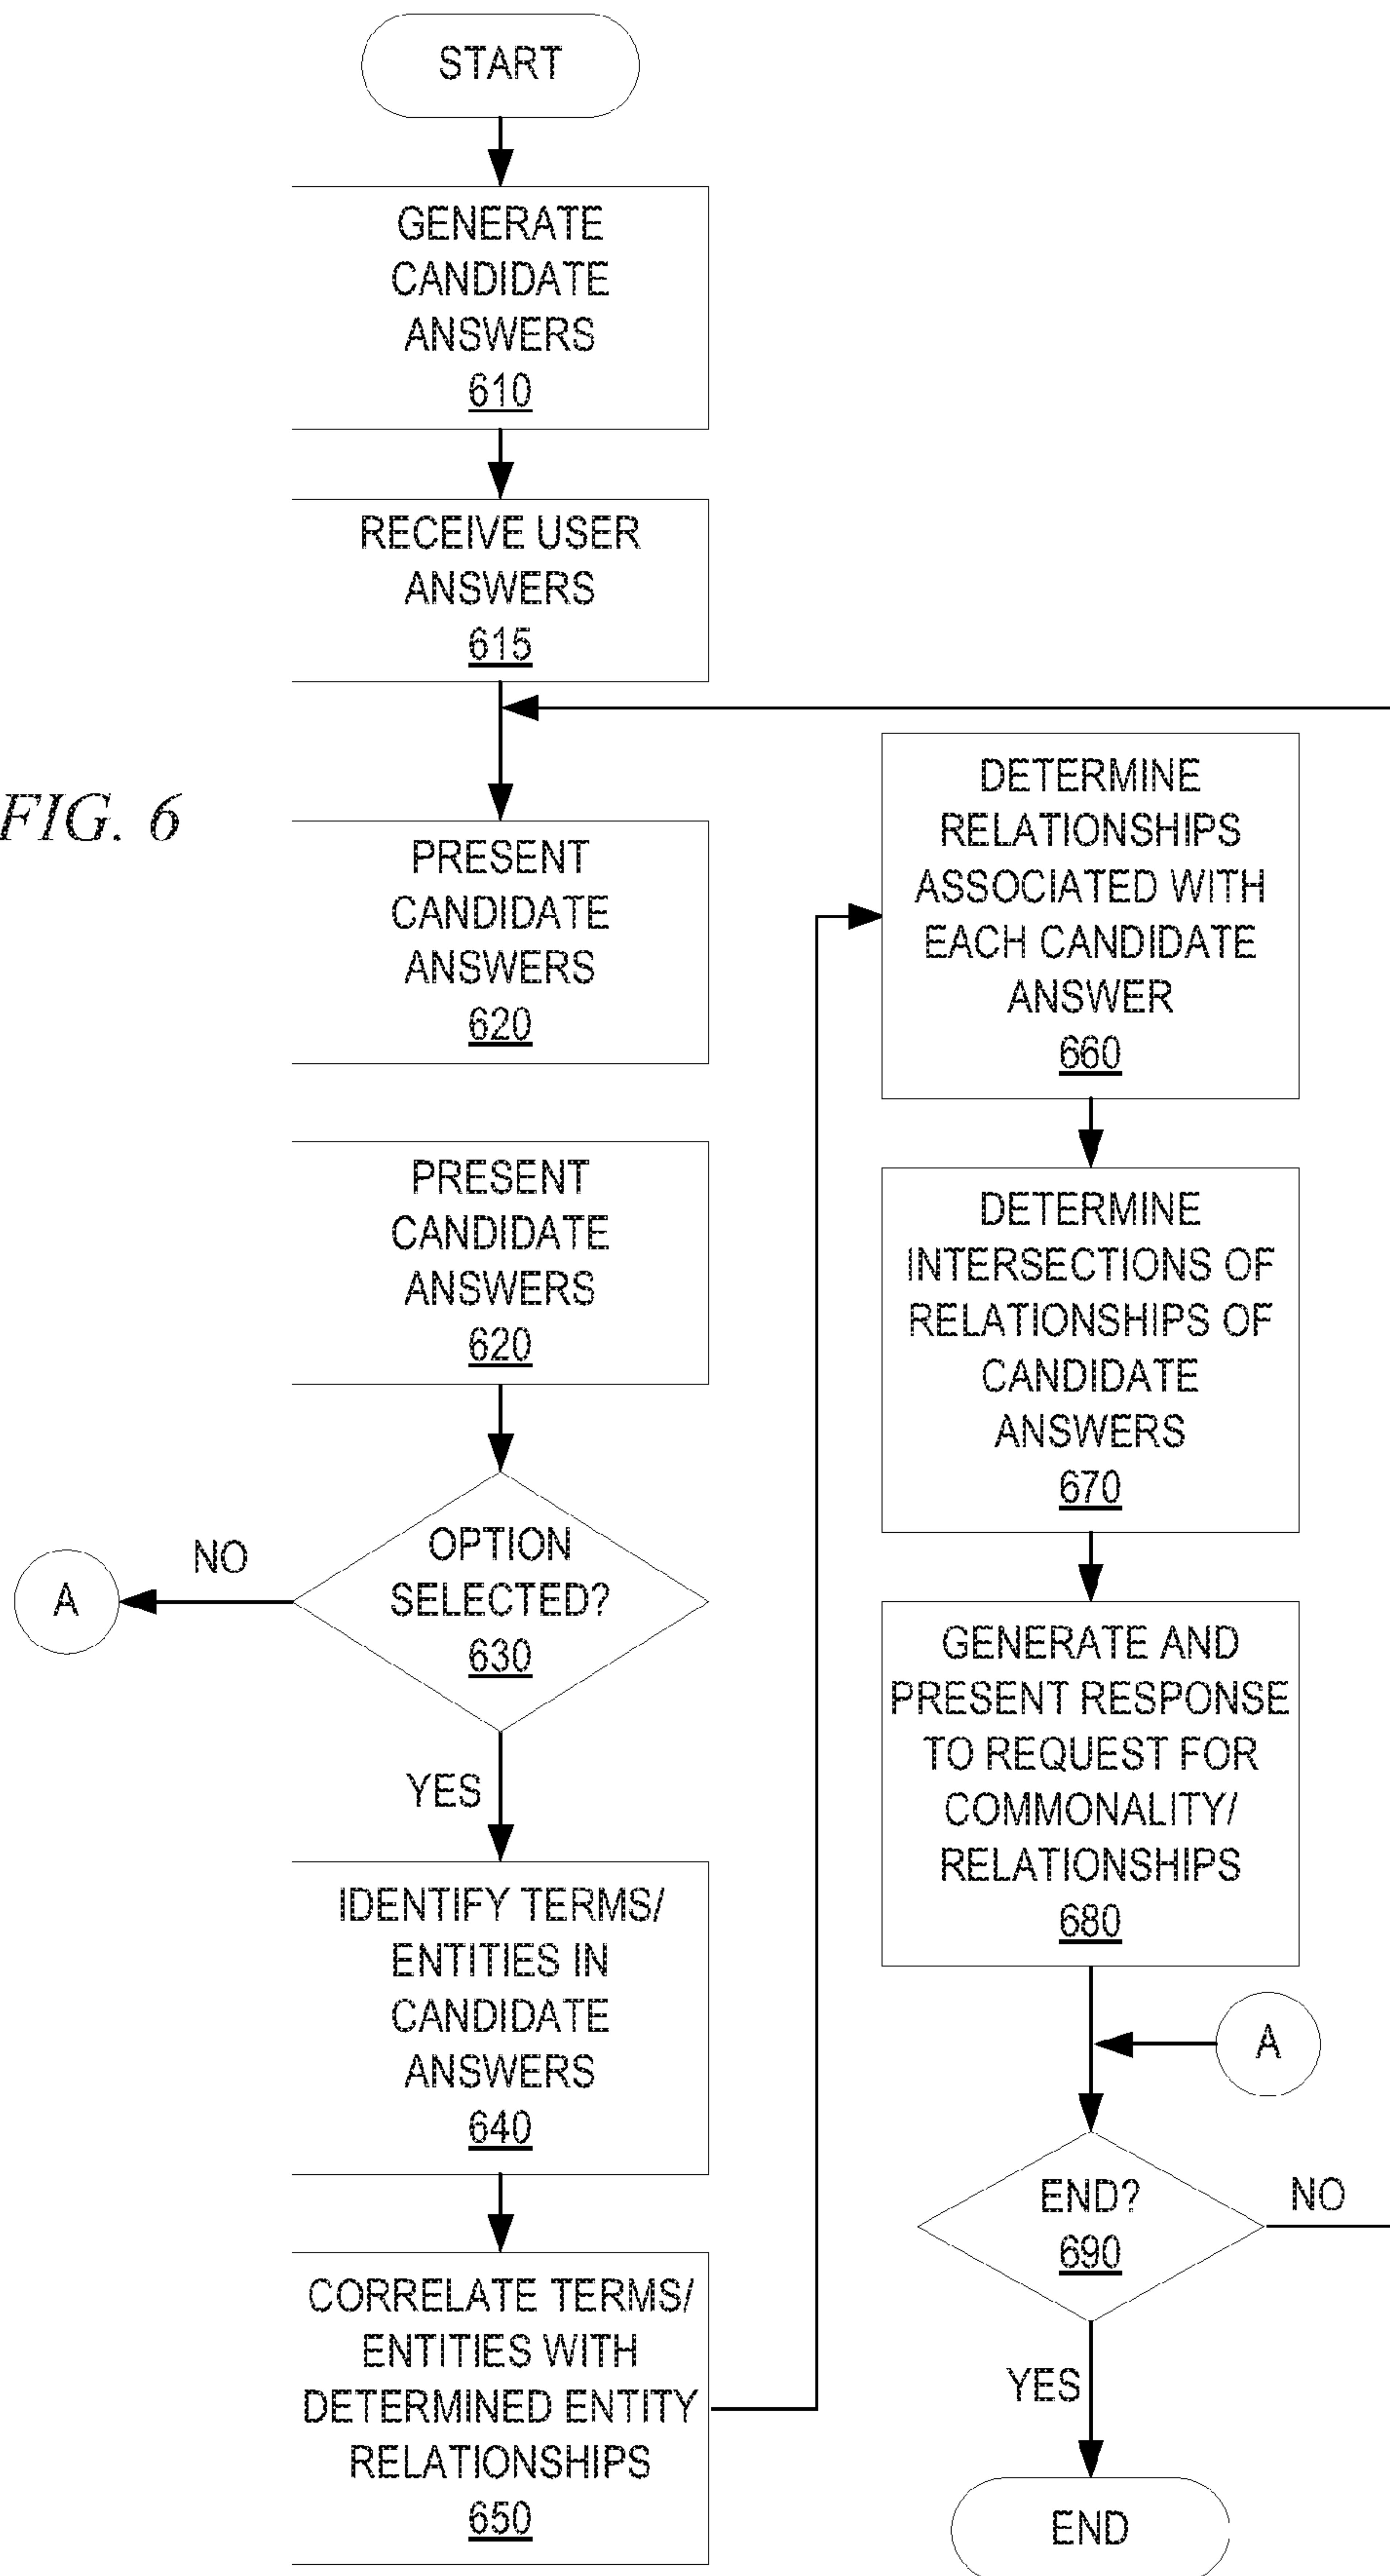 START
GENERATE
CANDIDATE
ANSWERS
610
RECEIVE USER
ANSWERS
615
FIG. 6
PRESENT
CANDIDATE
ANSWERS
620
PRESENT
CANDIDATE
ANSWERS
620
OPTION
SELECTED?
630
NO
A
YES
IDENTIFY TERMS/
ENTITIES IN
CANDIDATE
ANSWERS
640
CORRELATE TERMS/
ENTITIES WITH
DETERMINED ENTITY
RELATIONSHIPS
650
DETERMINE
RELATIONSHIPS
ASSOCIATED WITH
EACH CANDIDATE
ANSWER
660
DETERMINE
INTERSECTIONS OF
RELATIONSHIPS OF
CANDIDATE
ANSWERS
670
GENERATE AND
PRESENT RESPONSE
TO REQUEST FOR
COMMONALITY/
RELATIONSHIPS
680
A
END?
690
NO
YES
END